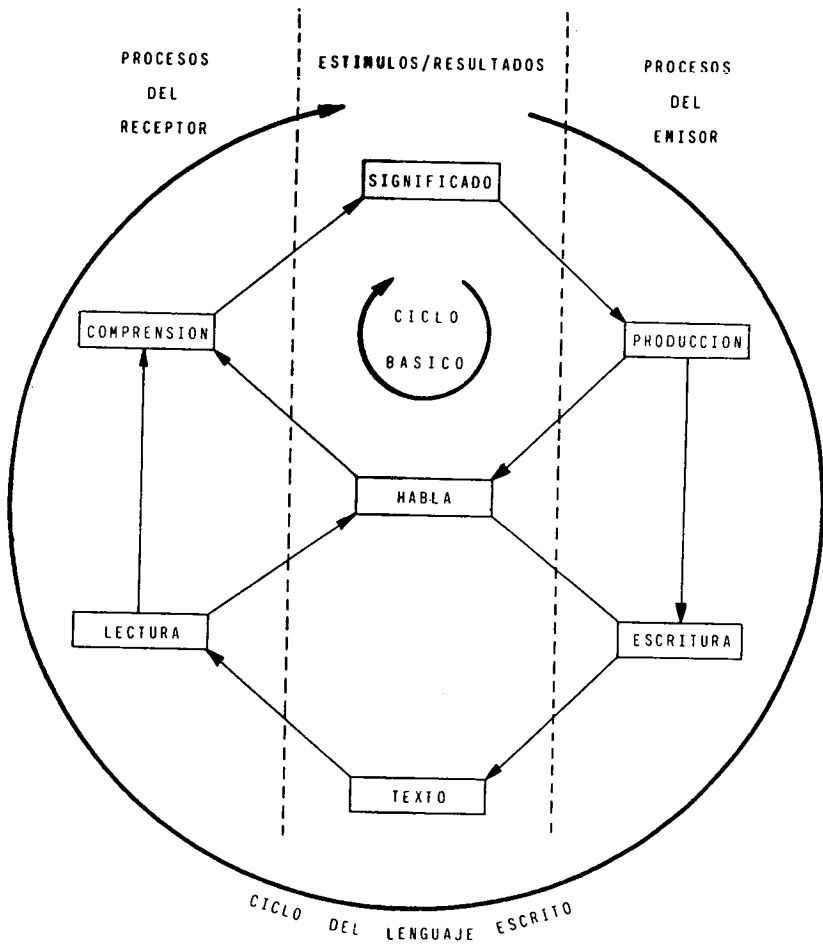 PROCESOS
DEL
RECEPTOR
ESTIMULOS/RESULTADOS
PROCESOS
DEL
EMISOR
SIGNIFICADO
COMPRENSION
CICLO
BASICO
PRODUCCION
HABLA
LECTURA
ESCRITURA
TEXTO
CICLO DEL LENGUAJE ESCRITO